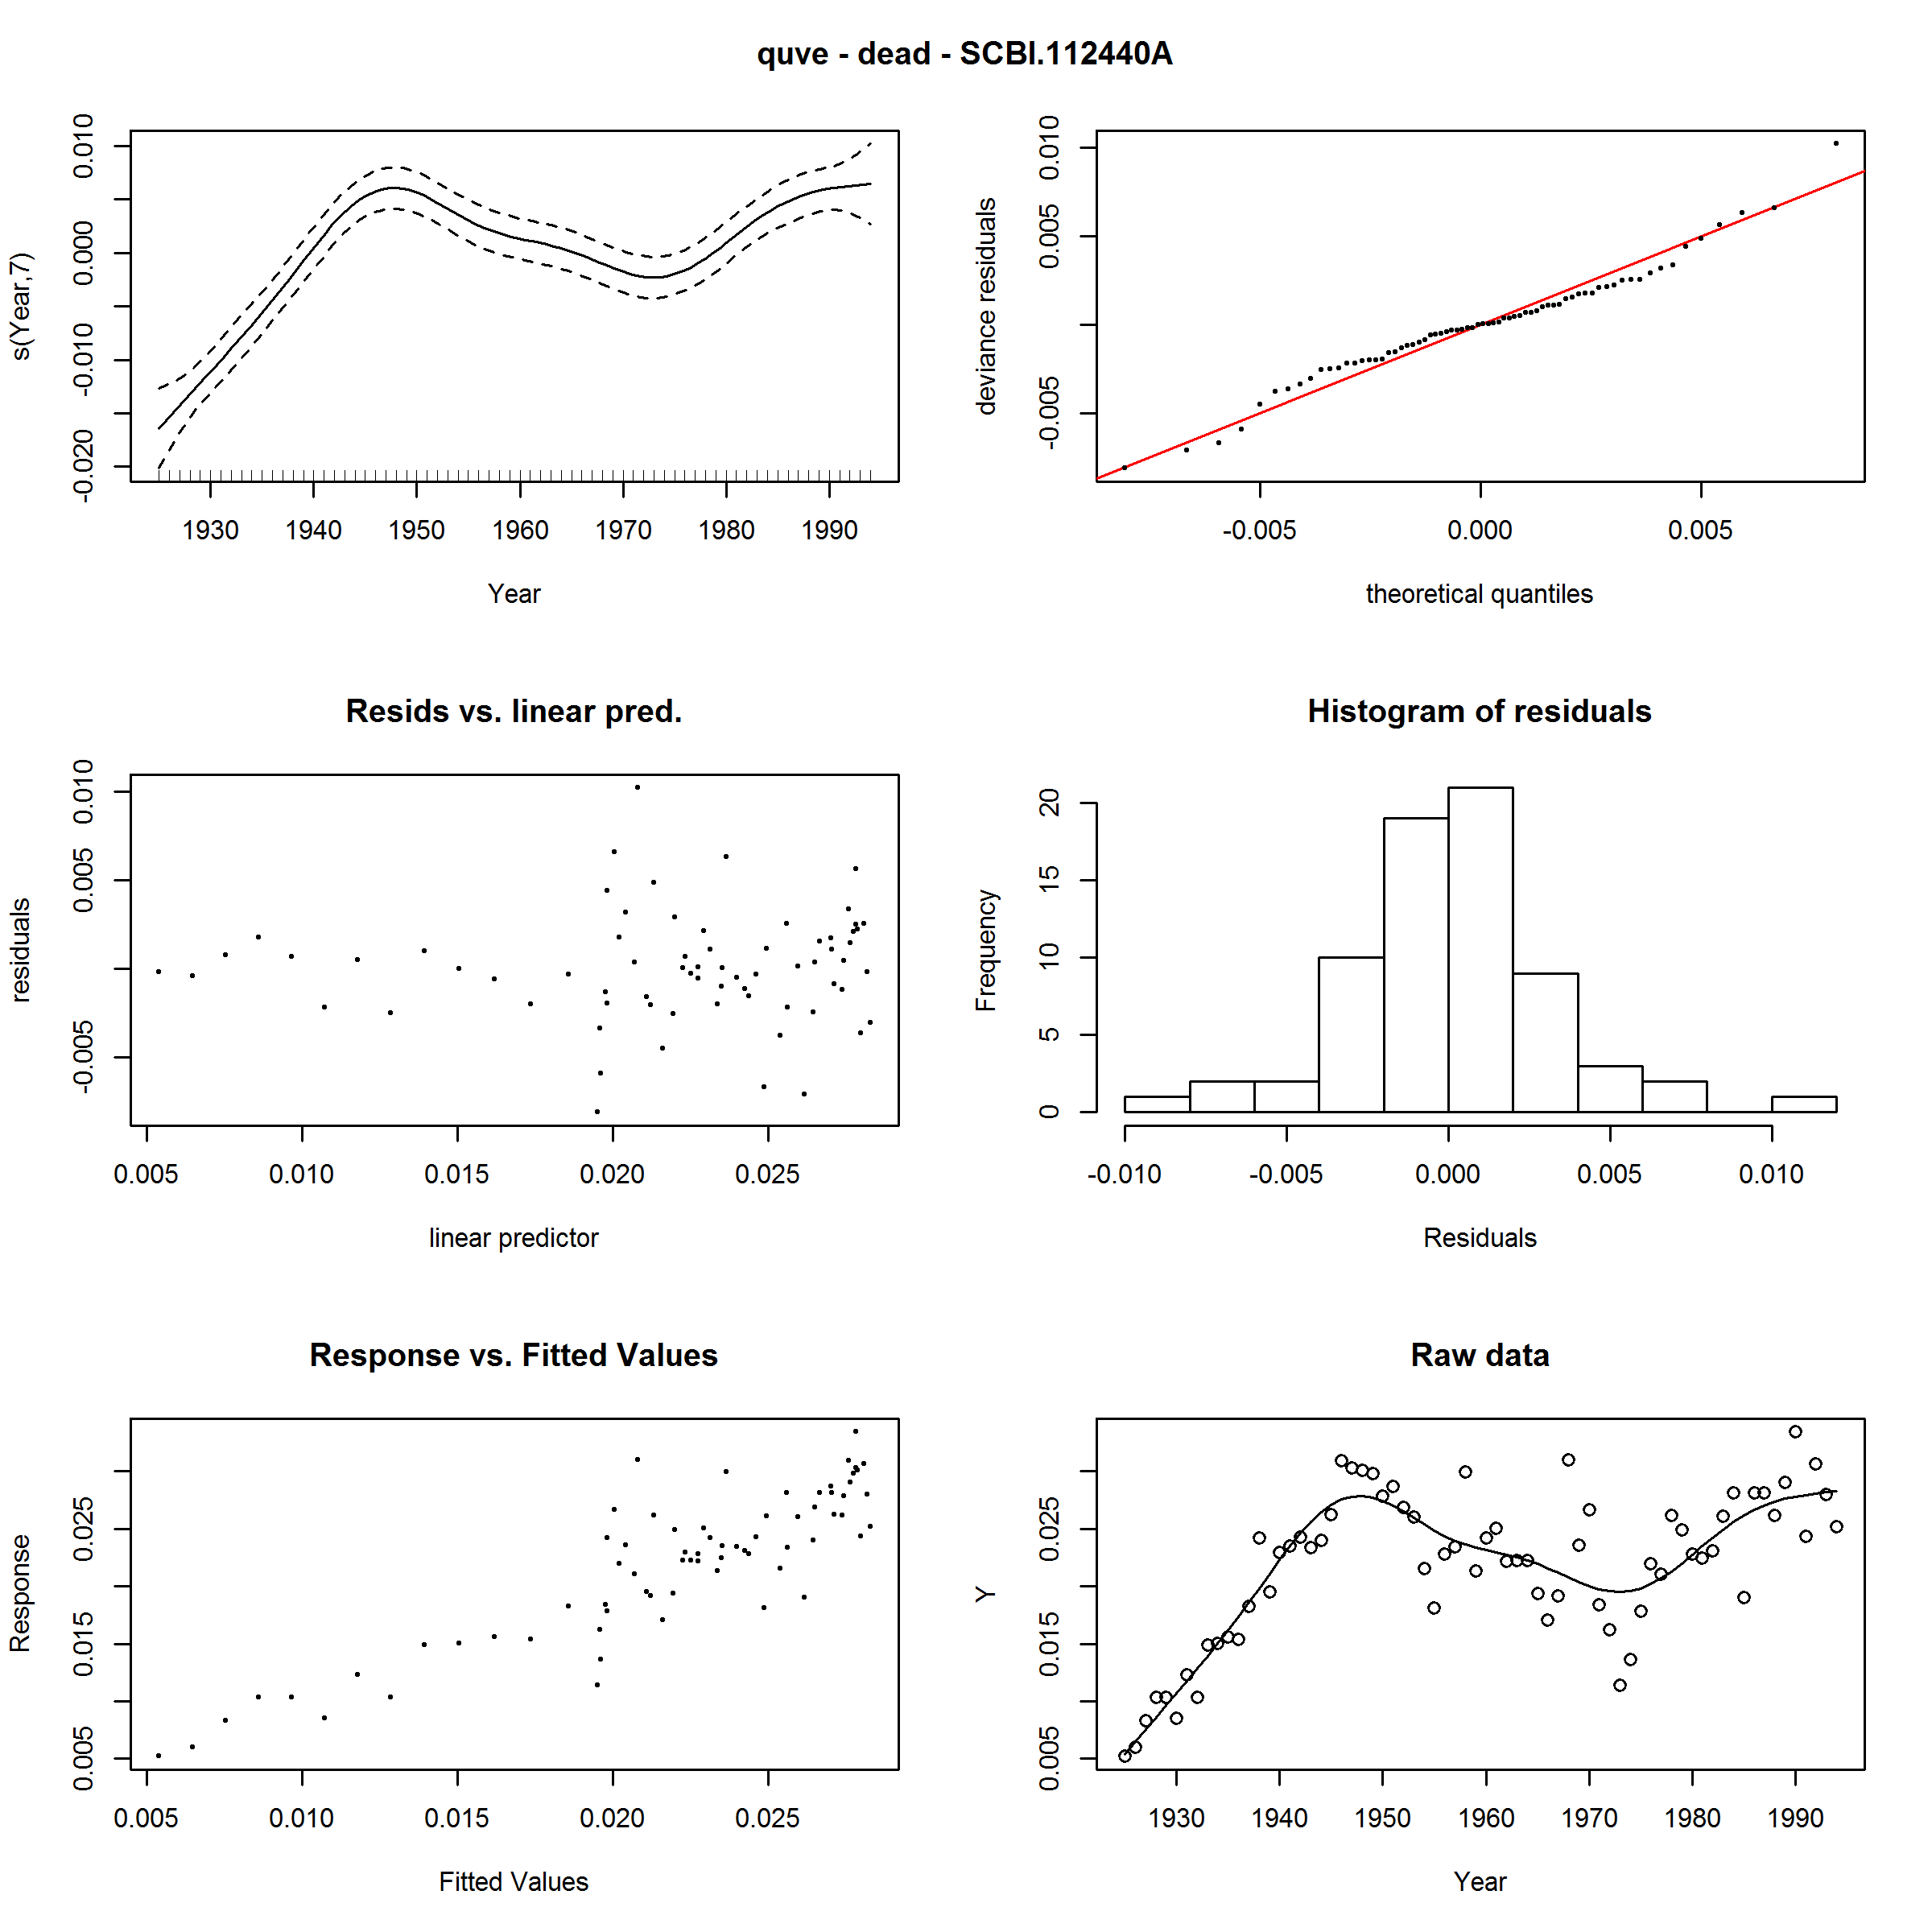 quve - dead - SCBI.112440A
s(Year,7)
-0.020 -0.010 0.000 0.010
1930 1940 1950 1960 1970 1980 1990
Year
deviance residuals
-0.005 0.005 0.010
-0.005 0.000 0.005
theoretical quantiles
Resids vs. linear pred.
residuals
-0.005 0.005 0.010
0.005 0.010 0.015 0.020 0.025
linear predictor
Histogram of residuals
Frequency
0 5 10 15 20
-0.010 -0.005 0.000 0.005 0.010
Residuals
Response vs. Fitted Values
Response
0.005 0.015 0.025
0.005 0.010 0.015 0.020 0.025
Fitted Values
Raw data
Y
0.005 0.015 0.025
1930 1940 1950 1960 1970 1980 1990
Year